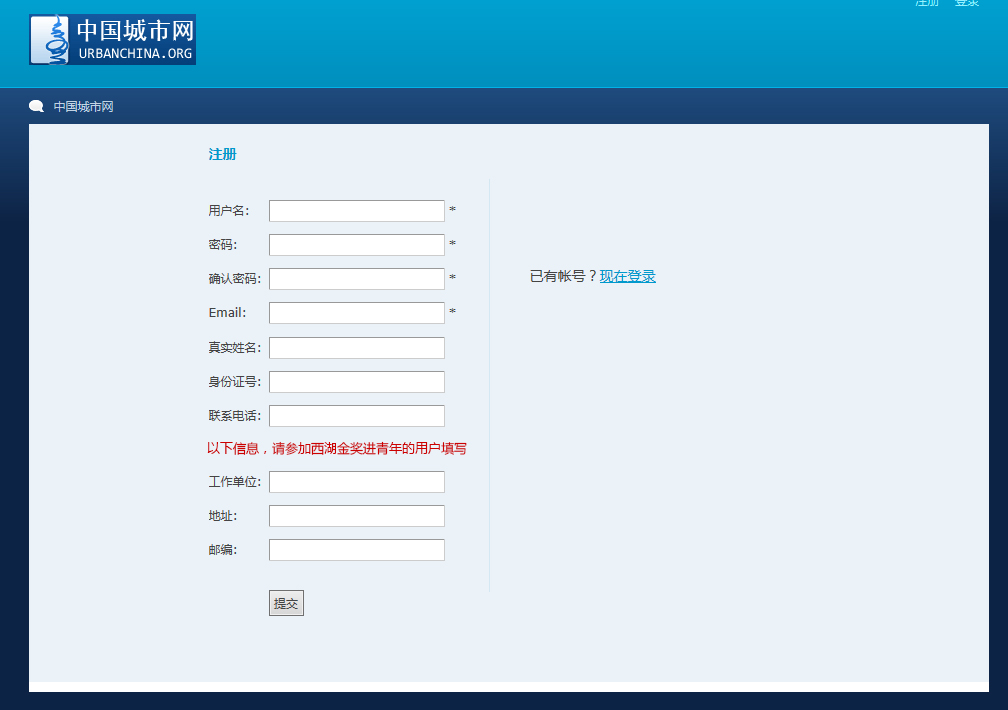 注册 登录
中国城市网
URBANCHINA.ORG
中国城市网
注册
用户名: *
密码: *
确认密码: *
已有帐号？现在登录
Email: *
真实姓名:
身份证号:
联系电话:
以下信息，请参加西湖金奖进青年的用户填写
工作单位:
地址:
邮编:
提交